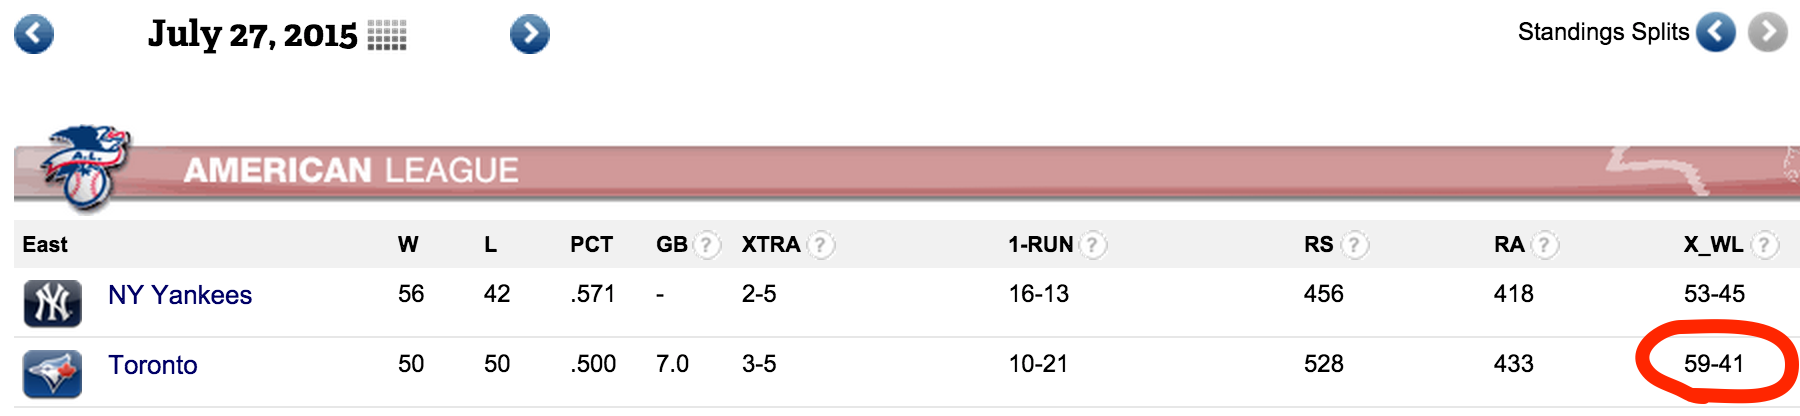 July 27, 2015
Standings Splits
A.L.
AMERICAN LEAGUE
East W L PCT GB ? XTRA ? 1-RUN ? RS ? RA ? X_WL ?
NY NY Yankees 56 42 .571 - 2-5 16-13 456 418 53-45
Toronto 50 50 .500 7.0 3-5 10-21 528 433 59-41